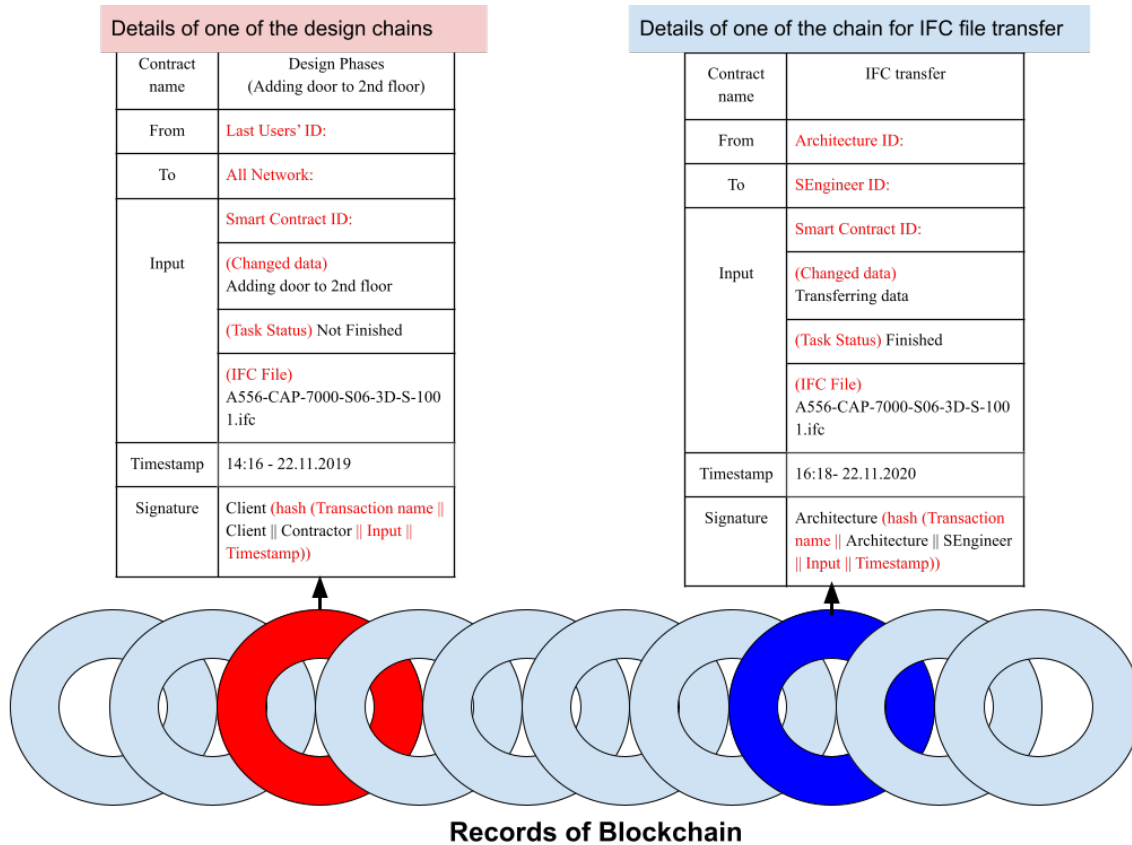 Details of one of the design chains
Contract name
Design Phases
(Adding door to 2nd floor)
From
Last Users’ ID:
To
All Network:
Input
Smart Contract ID:
(Changed data)
Adding door to 2nd floor
(Task Status) Not Finished
(IFC File)
A556-CAP-7000-S06-3D-S-100
1.ifc
Timestamp
14:16 - 22.11.2019
Signature
Client (hash (Transaction name ||
Client || Contractor || Input ||
Timestamp))
Details of one of the chain for IFC file transfer
Contract name
IFC transfer
From
Architecture ID:
To
SEngineer ID:
Input
Smart Contract ID:
(Changed data)
Transferring data
(Task Status) Finished
(IFC File)
A556-CAP-7000-S06-3D-S-100
1.ifc
Timestamp
16:18- 22.11.2020
Signature
Architecture (hash (Transaction
name || Architecture || SEngineer
|| Input || Timestamp))
Records of Blockchain